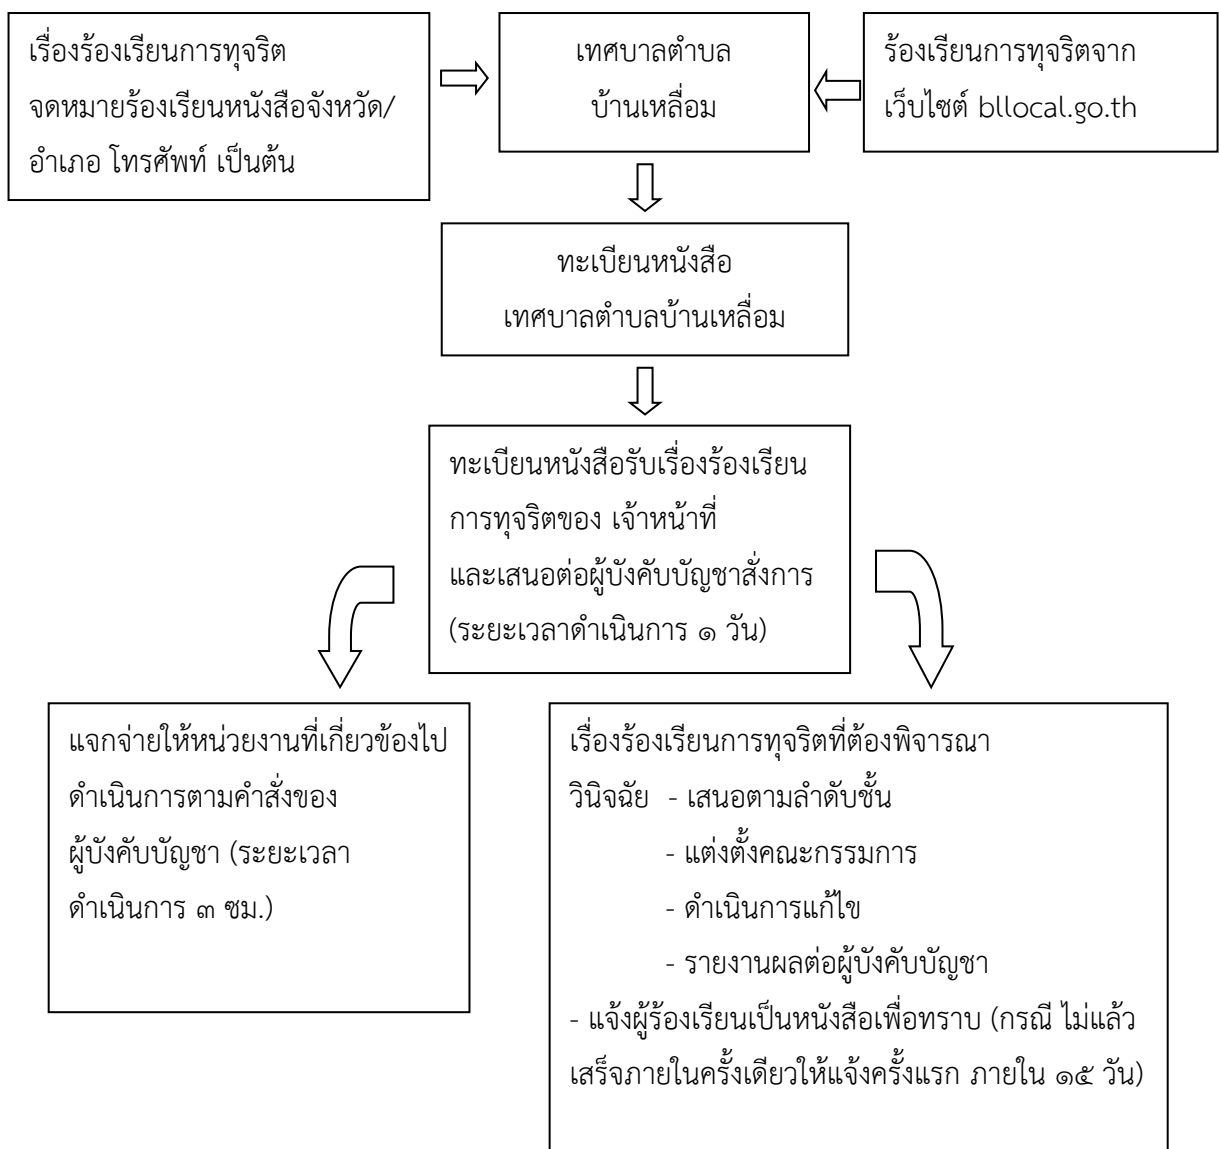 เรื่องร้องเรียนการทุจริต
จดหมายร้องเรียนหนังสือจังหวัด/
อำเภอ โทรศัพท์ เป็นต้น
เทศบาลตำบล
บ้านเหลื่อม
ร้องเรียนการทุจริตจาก
เว็บไซต์ bllocal.go.th
ทะเบียนหนังสือ
เทศบาลตำบลบ้านเหลื่อม
ทะเบียนหนังสือรับเรื่องร้องเรียน
การทุจริตของ เจ้าหน้าที่
และเสนอต่อผู้บังคับบัญชาสั่งการ
(ระยะเวลาดำเนินการ ๑ วัน)
แจกจ่ายให้หน่วยงานที่เกี่ยวข้องไป
ดำเนินการตามคำสั่งของ
ผู้บังคับบัญชา (ระยะเวลา
ดำเนินการ ๓ ซม.)
เรื่องร้องเรียนการทุจริตที่ต้องพิจารณา
วินิจฉัย - เสนอตามลำดับชั้น
- แต่งตั้งคณะกรรมการ
- ดำเนินการแก้ไข
- รายงานผลต่อผู้บังคับบัญชา
- แจ้งผู้ร้องเรียนเป็นหนังสือเพื่อทราบ (กรณี ไม่แล้ว
เสร็จภายในครั้งเดียวให้แจ้งครั้งแรก ภายใน ๑๕ วัน)